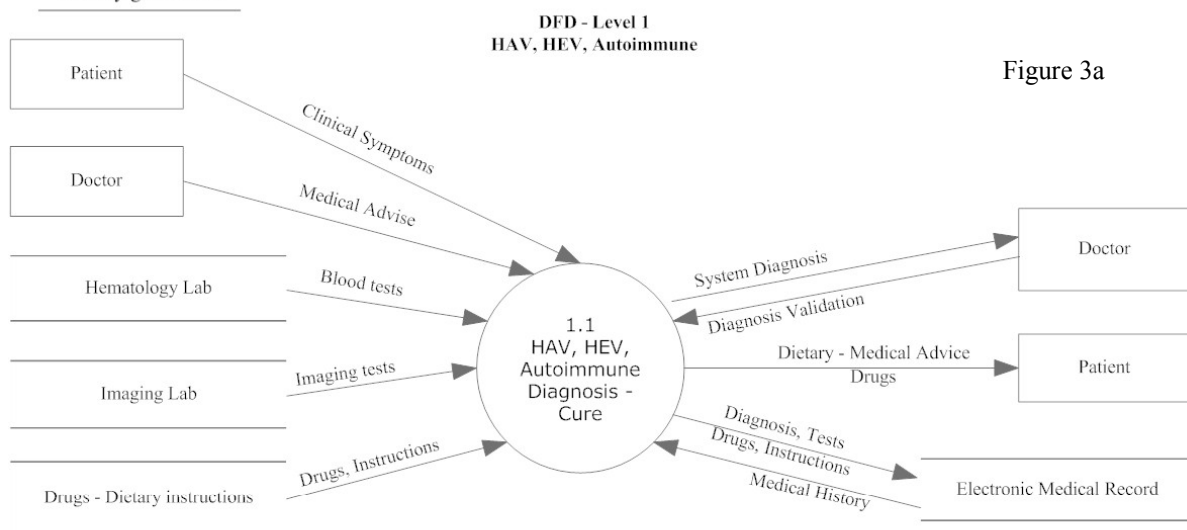 DFD - Level 1
HAV, HEV, Autoimmune
Figure 3a
Patient
Clinical Symptoms
Doctor
Medical Advise
Hematology Lab
Blood tests
Imaging Lab
Imaging tests
Drugs - Dietary instructions
Drugs, Instructions
1.1
HAV, HEV,
Autoimmune
Diagnosis -
Cure
System Diagnosis
Diagnosis Validation
Doctor
Dietary - Medical Advice
Drugs
Patient
Diagnosis, Tests
Drugs, Instructions
Medical History
Electronic Medical Record